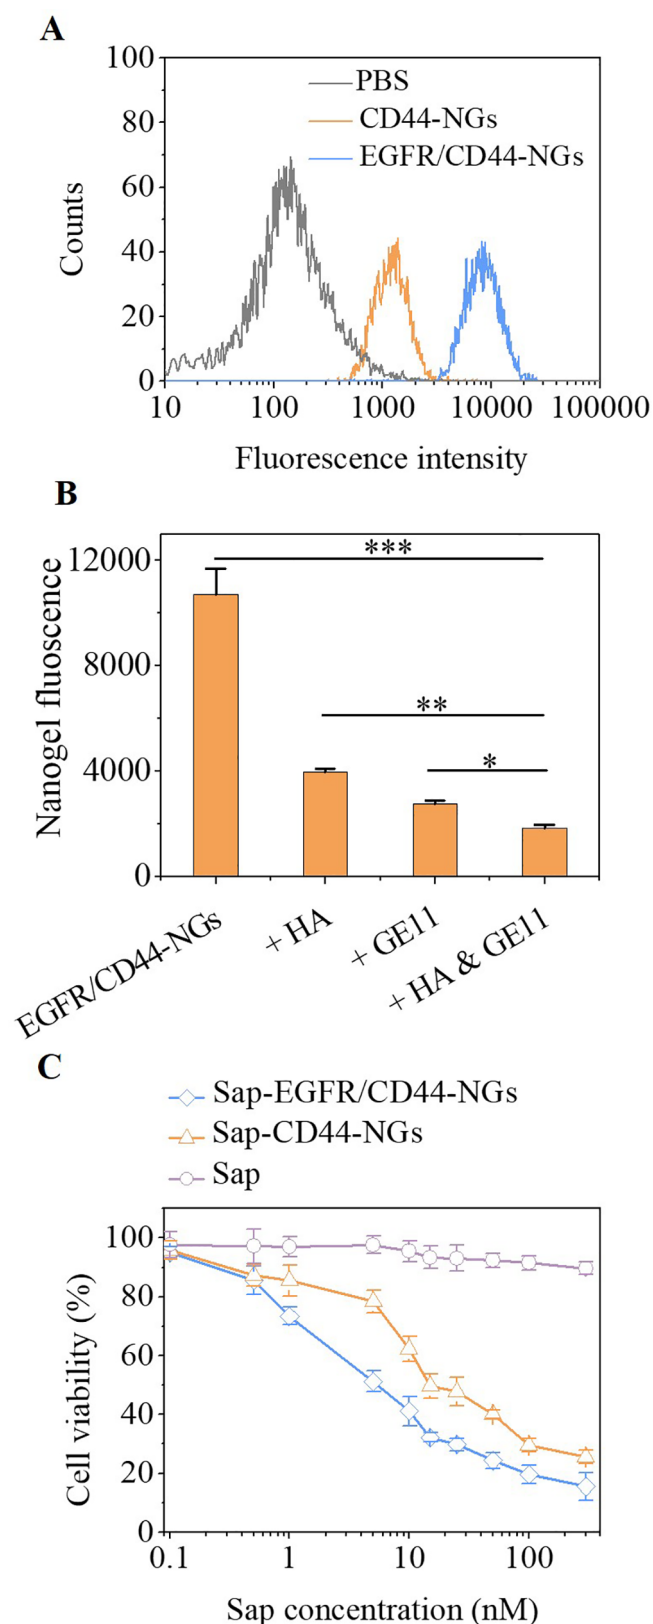 A
100
80
60
40
20
0
Counts
PBS
CD44-NGs
EGFR/CD44-NGs
10 100 1000 10000 100000
Fluorescence intensity
B
12000
8000
4000
0
Nanogel fluoscence
***
**
*
EGFR/CD44-NGs
+ HA
+ GE11
+ HA & GE11
C
Sap-EGFR/CD44-NGs
Sap-CD44-NGs
Sap
100
80
60
40
20
0
Cell viability (%)
0.1 1 10 100
Sap concentration (nM)